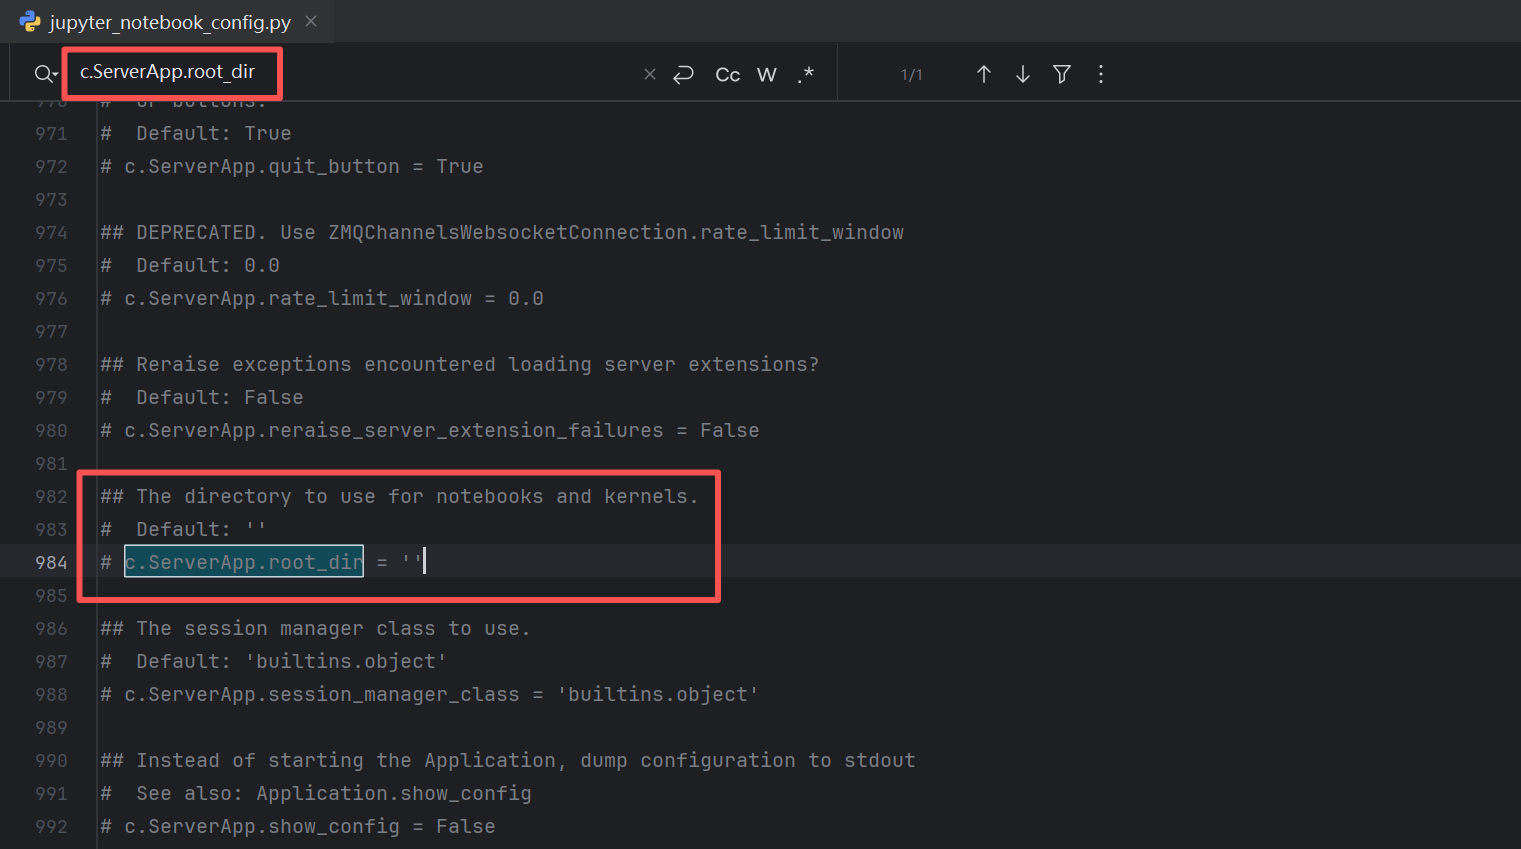 jupyter_notebook_config.py
c.ServerApp.root_dir
Cc W .*
1/1
970 # or buttons.
971 #  Default: True
972 # c.ServerApp.quit_button = True
973
974 ## DEPRECATED. Use ZMQChannelsWebsocketConnection.rate_limit_window
975 #  Default: 0.0
976 # c.ServerApp.rate_limit_window = 0.0
977
978 ## Reraise exceptions encountered loading server extensions?
979 #  Default: False
980 # c.ServerApp.reraise_server_extension_failures = False
981
982 ## The directory to use for notebooks and kernels.
983 #  Default: ''
984 # c.ServerApp.root_dir = ''
985
986 ## The session manager class to use.
987 #  Default: 'builtins.object'
988 # c.ServerApp.session_manager_class = 'builtins.object'
989
990 ## Instead of starting the Application, dump configuration to stdout
991 #  See also: Application.show_config
992 # c.ServerApp.show_config = False